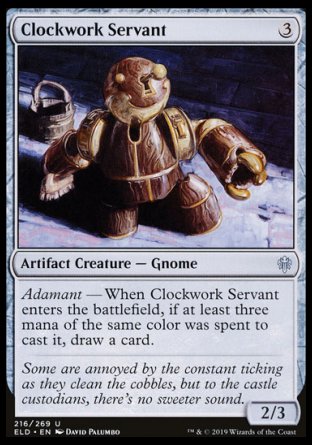 Clockwork Servant 3
Artifact Creature — Gnome
Adamant — When Clockwork Servant
enters the battlefield, if at least three
mana of the same color was spent to
cast it, draw a card.
Some are annoyed by the constant ticking
as they clean the cobbles, but to the castle
custodians, there's no sweeter sound.
2/3
216/269 U
ELD • EN DAVID PALUMBO
™ & © 2019 Wizards of the Coast